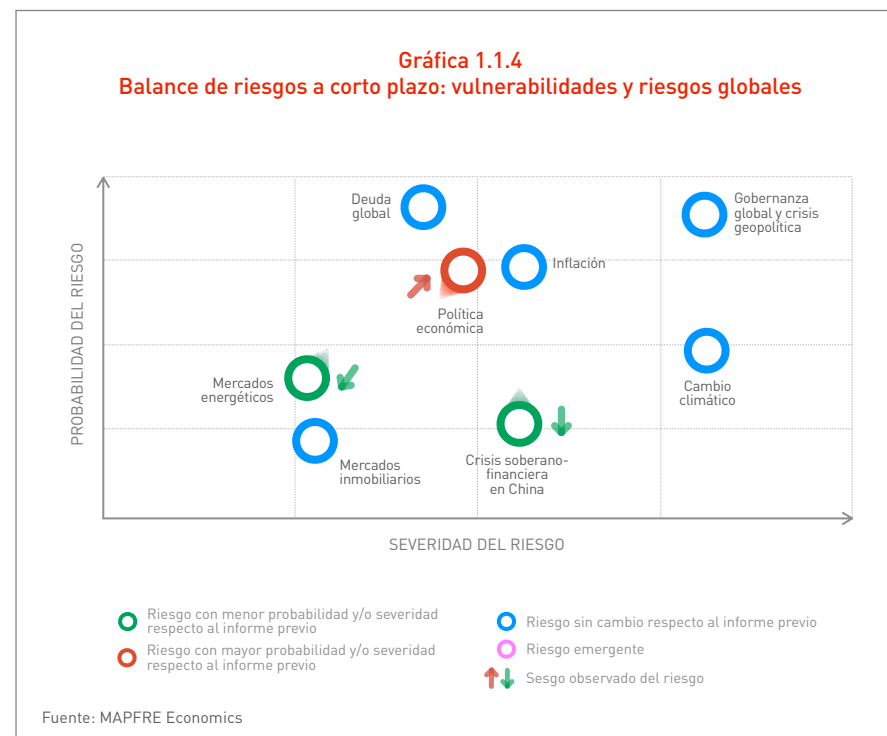 Gráfica 1.1.4
Balance de riesgos a corto plazo: vulnerabilidades y riesgos globales
PROBABILIDAD DEL RIESGO
Deuda
global
Gobernanza
global y crisis
geopolítica
Inflación
Política
económica
Mercados
energéticos
Cambio
climático
Mercados
inmobiliarios
Crisis soberano-
financiera
en China
SEVERIDAD DEL RIESGO
Riesgo con menor probabilidad y/o severidad
respecto al informe previo
Riesgo con mayor probabilidad y/o severidad
respecto al informe previo
Riesgo sin cambio respecto al informe previo
Riesgo emergente
Sesgo observado del riesgo
Fuente: MAPFRE Economics